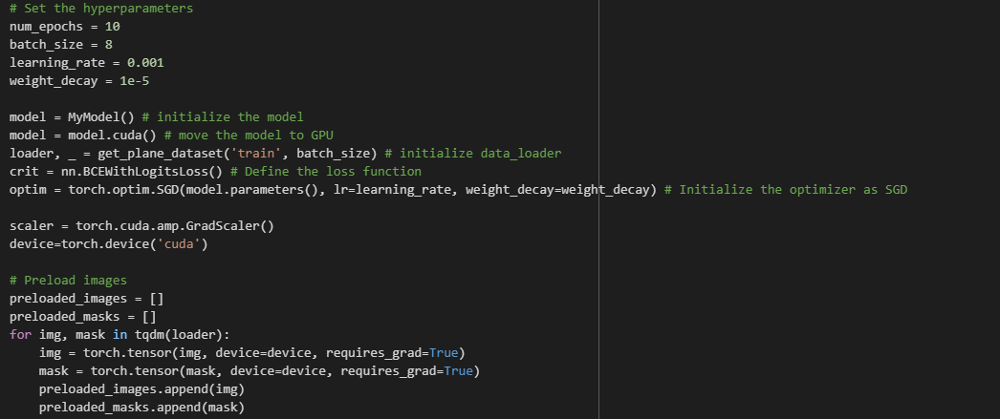 # Set the hyperparameters
num_epochs = 10
batch_size = 8
learning_rate = 0.001
weight_decay = 1e-5
model = MyModel() # initialize the model
model = model.cuda() # move the model to GPU
loader, _ = get_plane_dataset('train', batch_size) # initialize data_loader
crit = nn.BCEWithLogitsLoss() # Define the loss function
optim = torch.optim.SGD(model.parameters(), lr=learning_rate, weight_decay=weight_decay) # Initialize the optimizer as SGD
scaler = torch.cuda.amp.GradScaler()
device=torch.device('cuda')
# Preload images
preloaded_images = []
preloaded_masks = []
for img, mask in tqdm(loader):
    img = torch.tensor(img, device=device, requires_grad=True)
    mask = torch.tensor(mask, device=device, requires_grad=True)
    preloaded_images.append(img)
    preloaded_masks.append(mask)